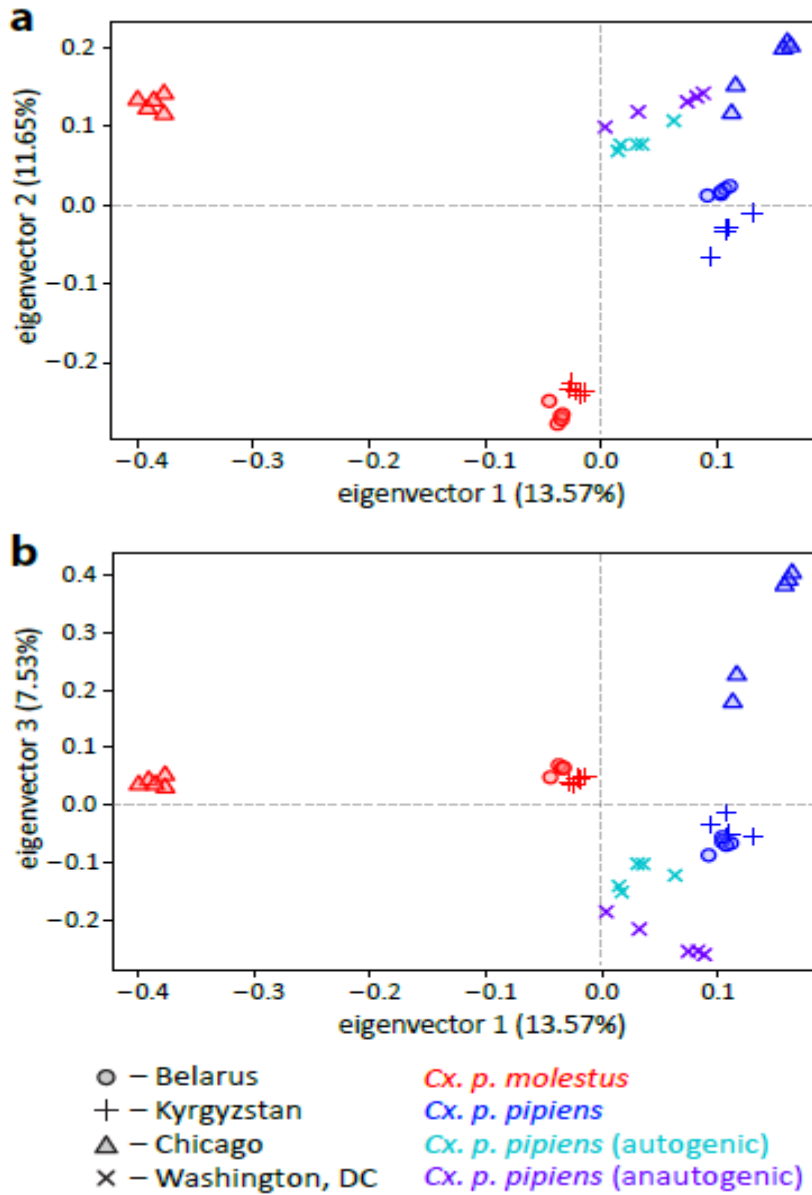 a
0.2
0.1
0.0
−0.1
−0.2
eigenvector 2 (11.65%)
−0.4 −0.3 −0.2 −0.1 0.0 0.1
eigenvector 1 (13.57%)
b
0.4
0.3
0.2
0.1
0.0
−0.1
−0.2
eigenvector 3 (7.53%)
−0.4 −0.3 −0.2 −0.1 0.0 0.1
eigenvector 1 (13.57%)
– Belarus Cx. p. molestus
– Kyrgyzstan Cx. p. pipiens
– Chicago Cx. p. pipiens (autogenic)
– Washington, DC Cx. p. pipiens (anautogenic)